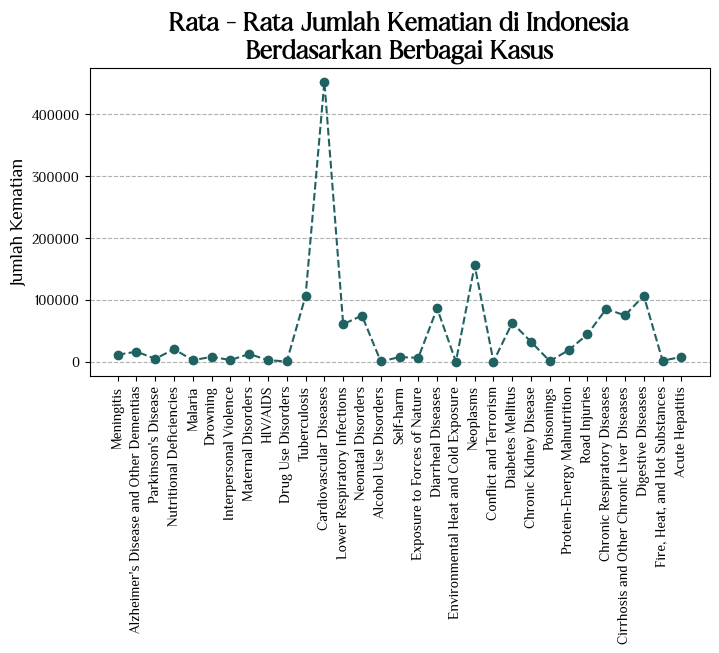 Rata - Rata Jumlah Kematian di Indonesia
Berdasarkan Berbagai Kasus
Jumlah Kematian
400000
300000
200000
100000
0
Meningitis
Alzheimer's Disease and Other Dementias
Parkinson's Disease
Nutritional Deficiencies
Malaria
Drowning
Interpersonal Violence
Maternal Disorders
HIV/AIDS
Drug Use Disorders
Tuberculosis
Cardiovascular Diseases
Lower Respiratory Infections
Neonatal Disorders
Alcohol Use Disorders
Self-harm
Exposure to Forces of Nature
Diarrheal Diseases
Environmental Heat and Cold Exposure
Neoplasms
Conflict and Terrorism
Diabetes Mellitus
Chronic Kidney Disease
Poisonings
Protein-Energy Malnutrition
Road Injuries
Chronic Respiratory Diseases
Cirrhosis and Other Chronic Liver Diseases
Digestive Diseases
Fire, Heat, and Hot Substances
Acute Hepatitis